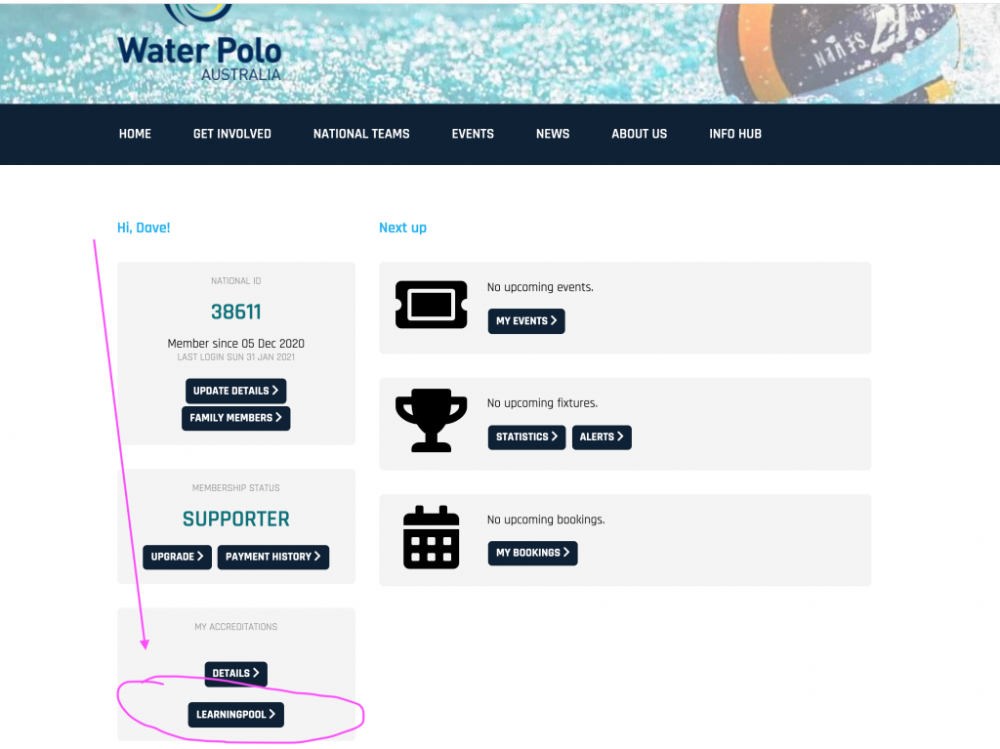 Water Polo
AUSTRALIA
SEVEN
HOME GET INVOLVED NATIONAL TEAMS EVENTS NEWS ABOUT US INFO HUB
Hi, Dave!
NATIONAL ID
38611
Member since 05 Dec 2020
LAST LOGIN SUN 31 JAN 2021
UPDATE DETAILS
FAMILY MEMBERS
MEMBERSHIP STATUS
SUPPORTER
UPGRADE PAYMENT HISTORY
MY ACCREDITATIONS
DETAILS
LEARNINGPOOL
Next up
No upcoming events.
MY EVENTS
No upcoming fixtures.
STATISTICS ALERTS
No upcoming bookings.
MY BOOKINGS